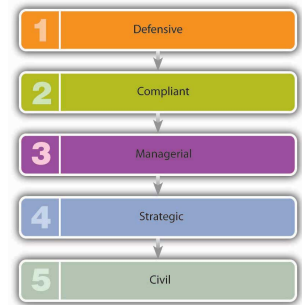 1 Defensive
2 Compliant
3 Managerial
4 Strategic
5 Civil